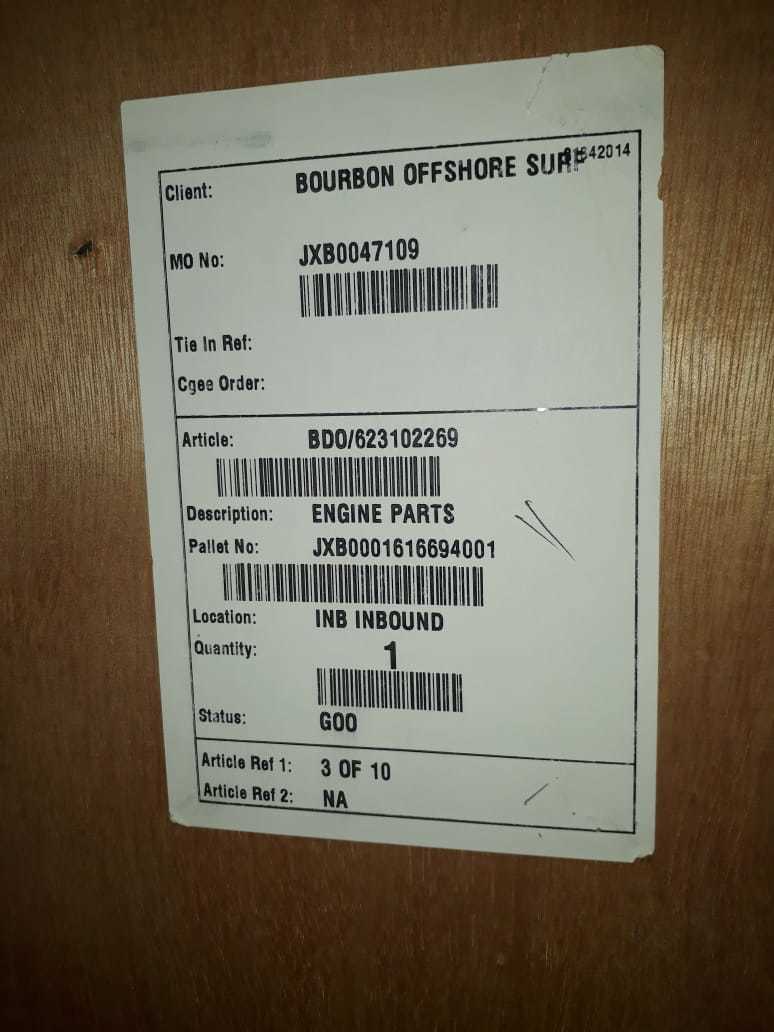 Client: BOURBON OFFSHORE SURF
MO No: JXB0047109
Tie In Ref:
Cgee Order:
Article: BDO/623102269
Description: ENGINE PARTS
Pallet No: JXB0001616694001
Location: INB INBOUND
Quantity: 1
Status: GOO
Article Ref 1: 3 OF 10
Article Ref 2: NA